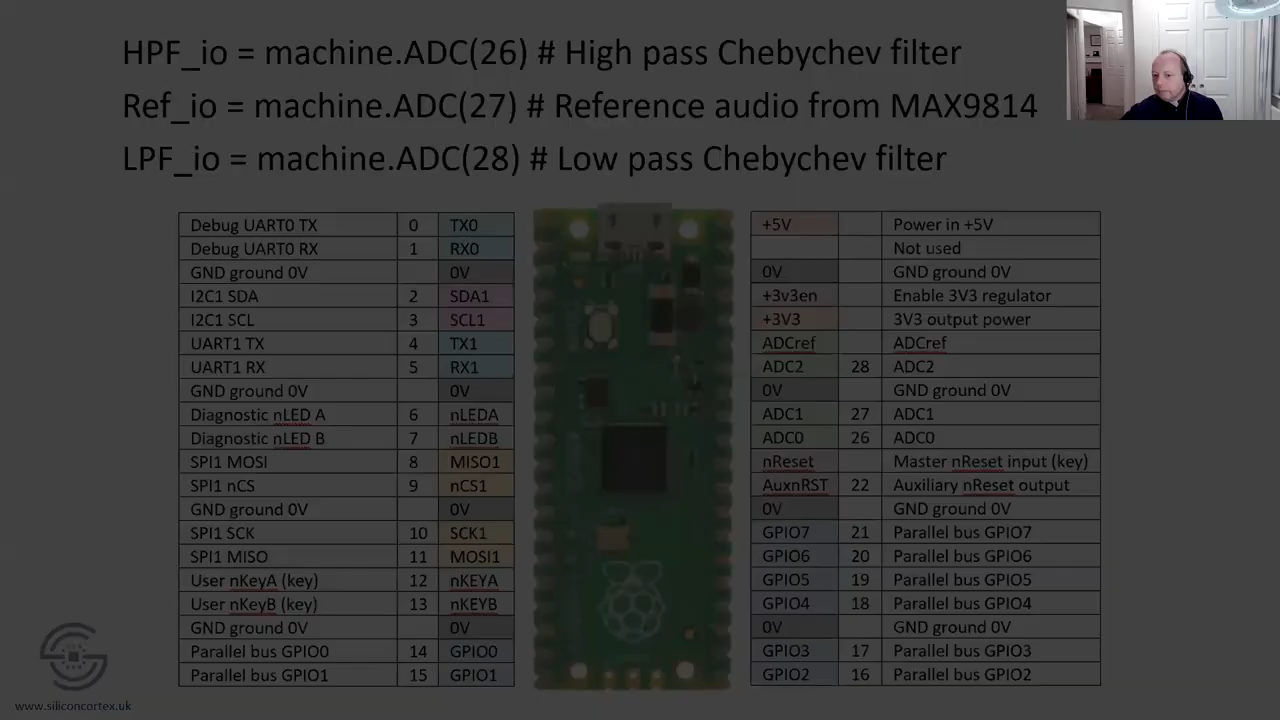 HPF_io = machine.ADC(26) # High pass Chebychev filter
Ref_io = machine.ADC(27) # Reference audio from MAX9814
LPF_io = machine.ADC(28) # Low pass Chebychev filter
Debug UART0 TX 0 TX0
Debug UART0 RX 1 RX0
GND ground 0V 0V
I2C1 SDA 2 SDA1
I2C1 SCL 3 SCL1
UART1 TX 4 TX1
UART1 RX 5 RX1
GND ground 0V 0V
Diagnostic nLED A 6 nLEDA
Diagnostic nLED B 7 nLEDB
SPI1 MOSI 8 MISO1
SPI1 nCS 9 nCS1
GND ground 0V 0V
SPI1 SCK 10 SCK1
SPI1 MISO 11 MOSI1
User nKeyA (key) 12 nKEYA
User nKeyB (key) 13 nKEYB
GND ground 0V 0V
Parallel bus GPIO0 14 GPIO0
Parallel bus GPIO1 15 GPIO1
+5V Power in +5V
Not used
0V GND ground 0V
+3v3en Enable 3V3 regulator
+3V3 3V3 output power
ADCref ADCref
ADC2 28 ADC2
0V GND ground 0V
ADC1 27 ADC1
ADC0 26 ADC0
nReset Master nReset input (key)
AuxnRST 22 Auxiliary nReset output
0V GND ground 0V
GPIO7 21 Parallel bus GPIO7
GPIO6 20 Parallel bus GPIO6
GPIO5 19 Parallel bus GPIO5
GPIO4 18 Parallel bus GPIO4
0V GND ground 0V
GPIO3 17 Parallel bus GPIO3
GPIO2 16 Parallel bus GPIO2
www.siliconcortex.uk